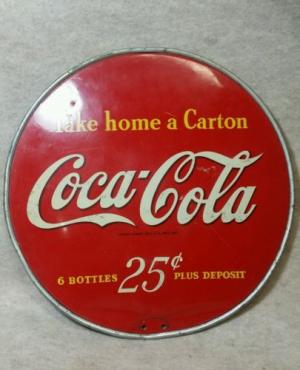 Take home a Carton
Coca-Cola
6 BOTTLES 25¢ PLUS DEPOSIT